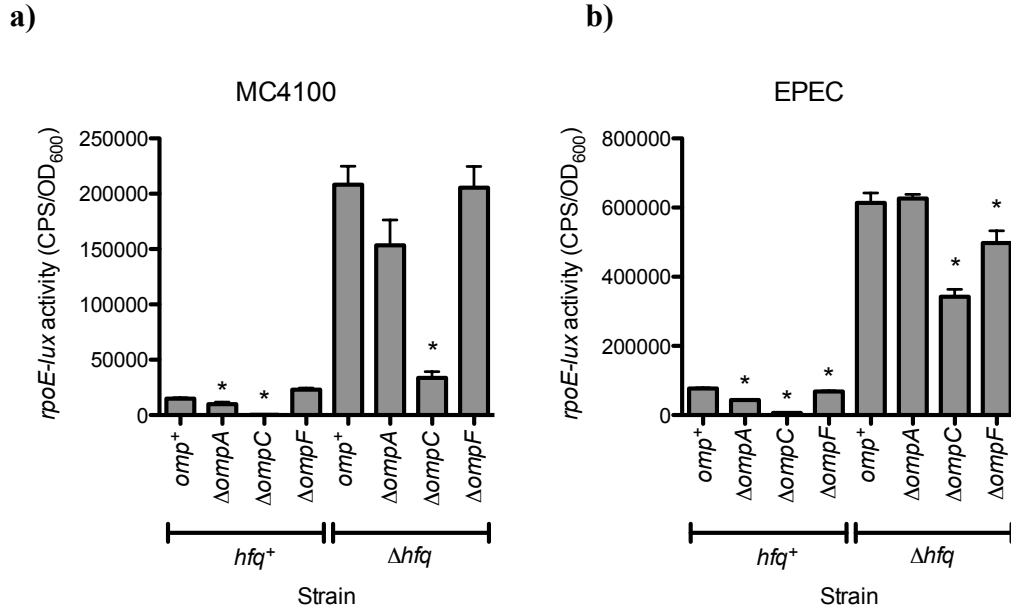 a)
MC4100
rpoE-lux activity (CPS/OD600)
250000
200000
150000
100000
50000
0
*
*
*
omp+
ΔompA
ΔompC
ΔompF
omp+
ΔompA
ΔompC
ΔompF
hfq+
Δhfq
Strain
b)
EPEC
rpoE-lux activity (CPS/OD600)
800000
600000
400000
200000
0
*
*
*
*
*
omp+
ΔompA
ΔompC
ΔompF
omp+
ΔompA
ΔompC
ΔompF
hfq+
Δhfq
Strain